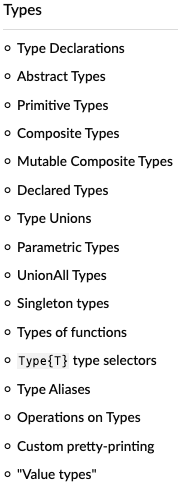 Types
Type Declarations
Abstract Types
Primitive Types
Composite Types
Mutable Composite Types
Declared Types
Type Unions
Parametric Types
UnionAll Types
Singleton types
Types of functions
Type{T} type selectors
Type Aliases
Operations on Types
Custom pretty-printing
"Value types"